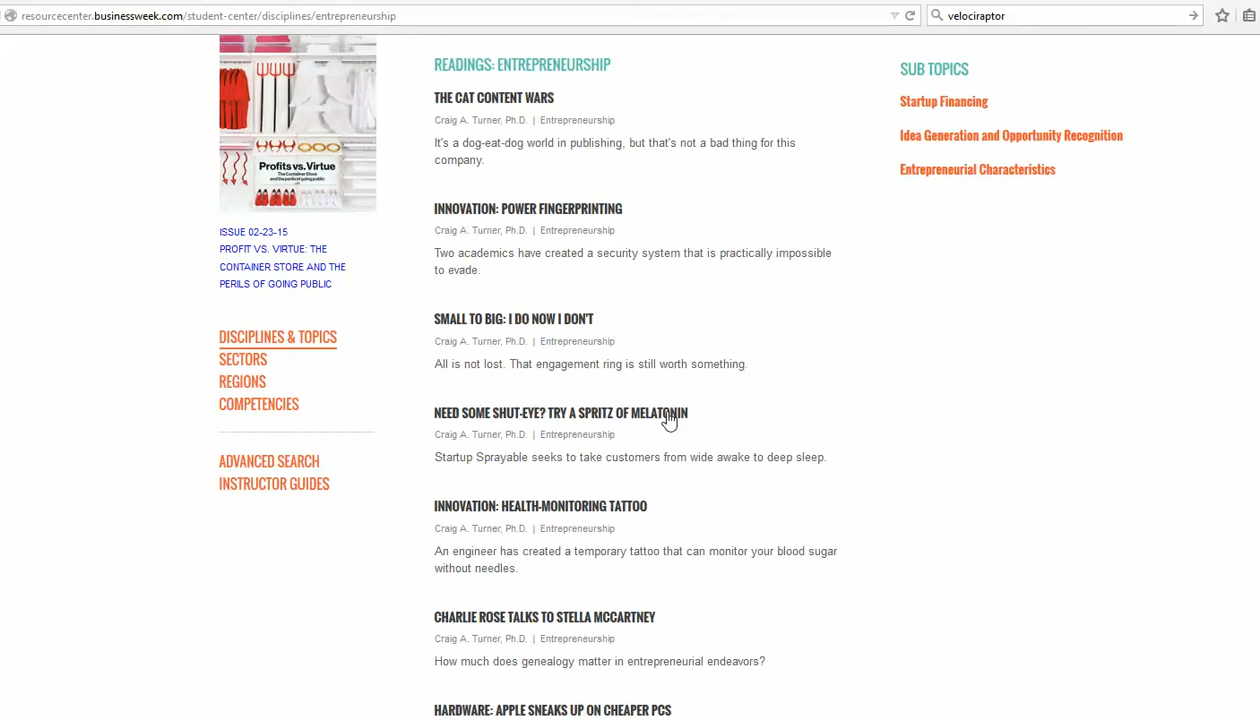 resourcecenter.businessweek.com/student-center/disciplines/entrepreneurship
velociraptor
Profits vs. Virtue:
The Container Store
and the perils of going public
ISSUE 02-23-15
PROFIT VS. VIRTUE: THE
CONTAINER STORE AND THE
PERILS OF GOING PUBLIC
DISCIPLINES & TOPICS
SECTORS
REGIONS
COMPETENCIES
ADVANCED SEARCH
INSTRUCTOR GUIDES
READINGS: ENTREPRENEURSHIP
THE CAT CONTENT WARS
Craig A. Turner, Ph.D. | Entrepreneurship
It's a dog-eat-dog world in publishing, but that's not a bad thing for this
company.
INNOVATION: POWER FINGERPRINTING
Craig A. Turner, Ph.D. | Entrepreneurship
Two academics have created a security system that is practically impossible
to evade.
SMALL TO BIG: I DO NOW I DON'T
Craig A. Turner, Ph.D. | Entrepreneurship
All is not lost. That engagement ring is still worth something.
NEED SOME SHUT-EYE? TRY A SPRITZ OF MELATONIN
Craig A. Turner, Ph.D. | Entrepreneurship
Startup Sprayable seeks to take customers from wide awake to deep sleep.
INNOVATION: HEALTH-MONITORING TATTOO
Craig A. Turner, Ph.D. | Entrepreneurship
An engineer has created a temporary tattoo that can monitor your blood sugar
without needles.
CHARLIE ROSE TALKS TO STELLA MCCARTNEY
Craig A. Turner, Ph.D. | Entrepreneurship
How much does genealogy matter in entrepreneurial endeavors?
HARDWARE: APPLE SNEAKS UP ON CHEAPER PCS
SUB TOPICS
Startup Financing
Idea Generation and Opportunity Recognition
Entrepreneurial Characteristics